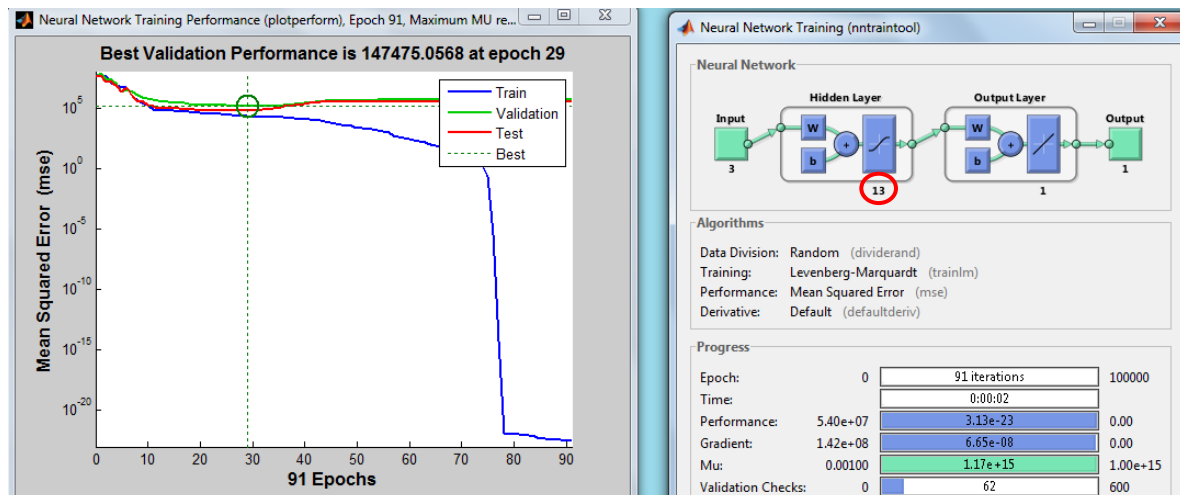 Neural Network Training Performance (plotperform), Epoch 91, Maximum MU re...
Best Validation Performance is 147475.0568 at epoch 29
Mean Squared Error (mse)
10^5
10^0
10^-5
10^-10
10^-15
10^-20
Train
Validation
Test
Best
0 10 20 30 40 50 60 70 80 90
91 Epochs
Neural Network Training (nntraintool)
Neural Network
Hidden Layer Output Layer
Input Output
W W
+ +
b b
3 13 1 1
Algorithms
Data Division: Random (dividerand)
Training: Levenberg-Marquardt (trainlm)
Performance: Mean Squared Error (mse)
Derivative: Default (defaultderiv)
Progress
Epoch: 0 91 iterations 100000
Time: 0:00:02
Performance: 5.40e+07 3.13e-23 0.00
Gradient: 1.42e+08 6.65e-08 0.00
Mu: 0.00100 1.17e+15 1.00e+15
Validation Checks: 0 62 600